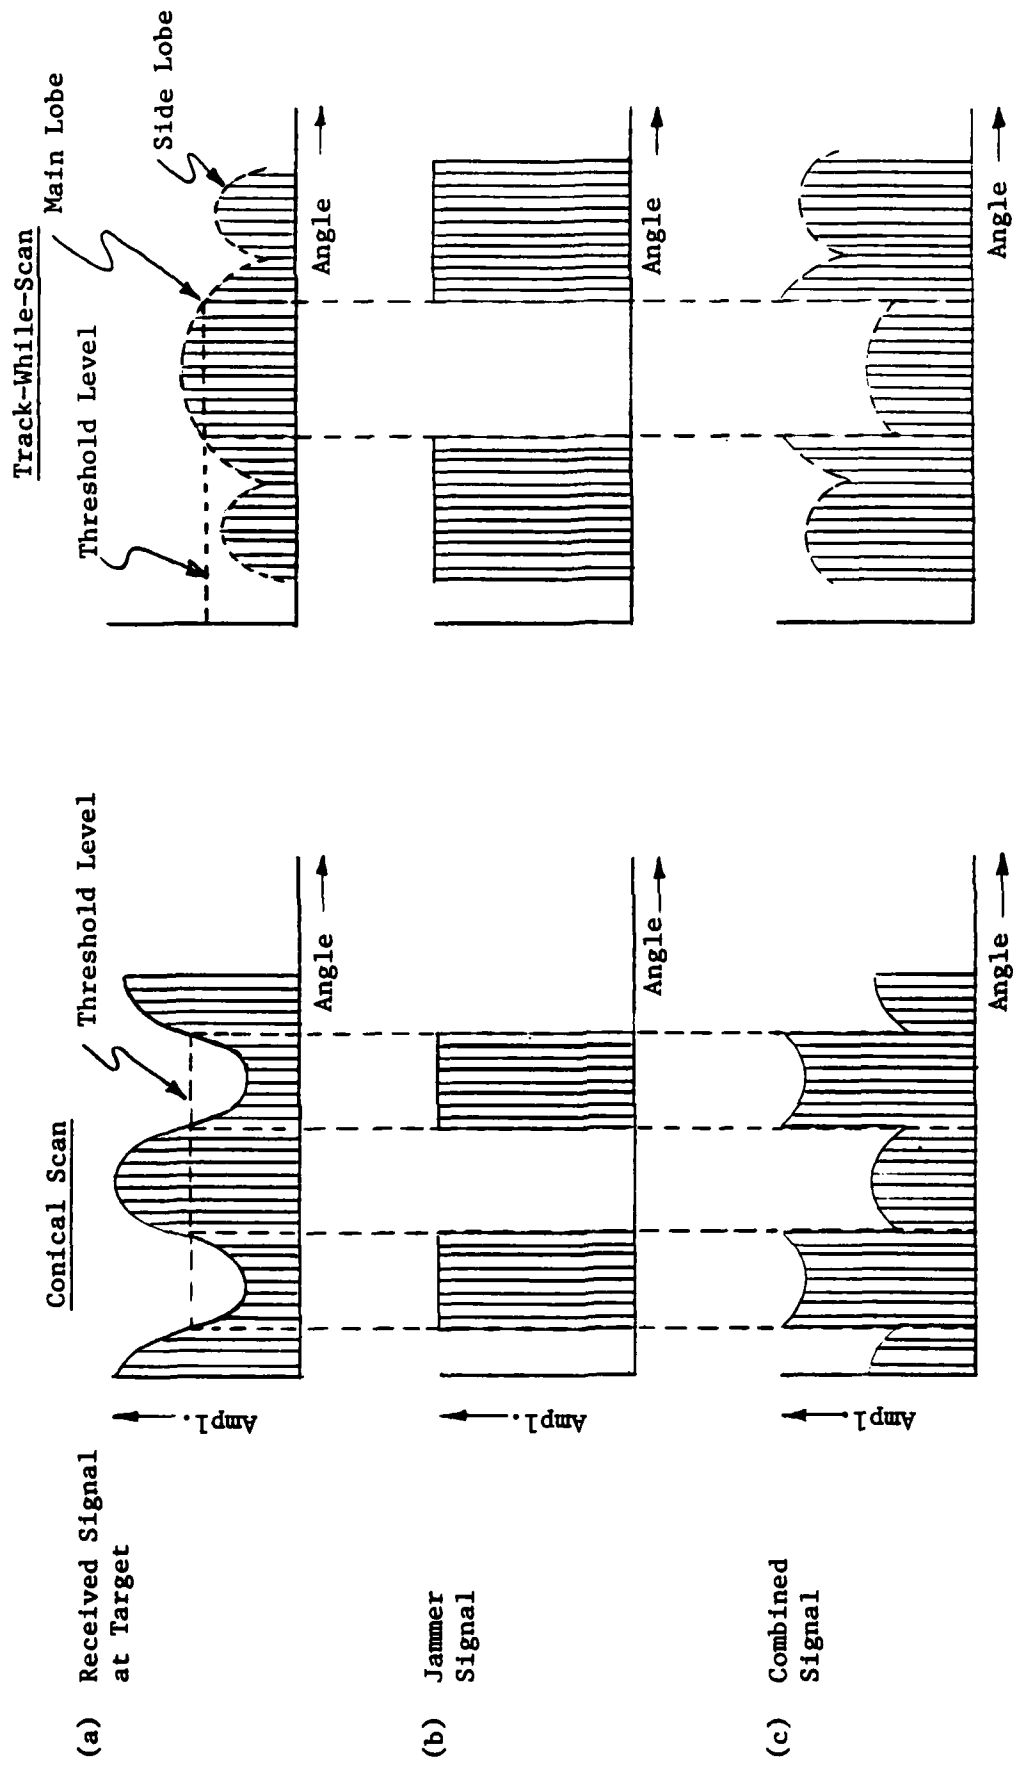 Conical Scan
Track-While-Scan
(a) Received Signal
at Target
Ampl.
Threshold Level
Angle
Threshold Level
Main Lobe
Side Lobe
Angle
(b) Jammer
Signal
Ampl.
Angle
Angle
(c) Combined
Signal
Ampl.
Angle
Angle